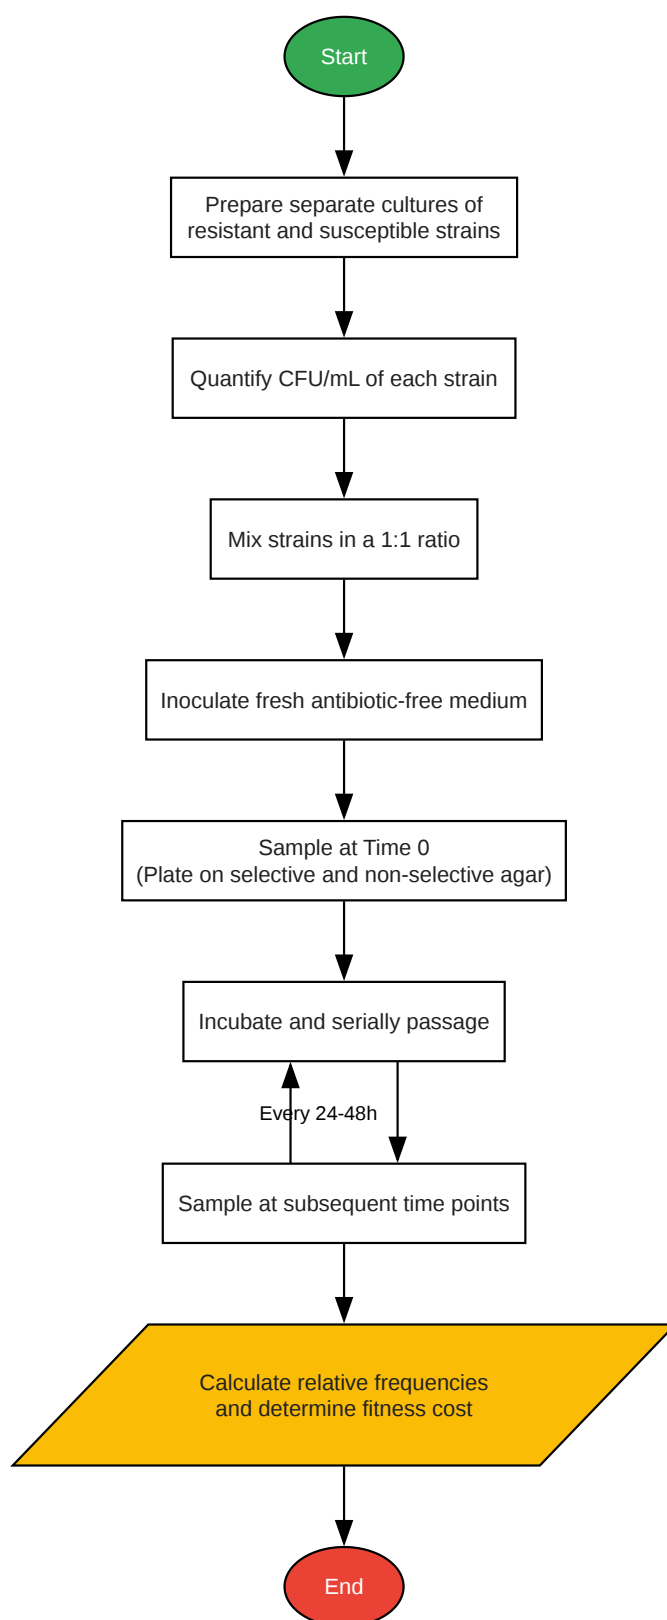 Start
Prepare separate cultures of
resistant and susceptible strains
Quantify CFU/mL of each strain
Mix strains in a 1:1 ratio
Inoculate fresh antibiotic-free medium
Sample at Time 0
(Plate on selective and non-selective agar)
Incubate and serially passage
Every 24-48h
Sample at subsequent time points
Calculate relative frequencies
and determine fitness cost
End